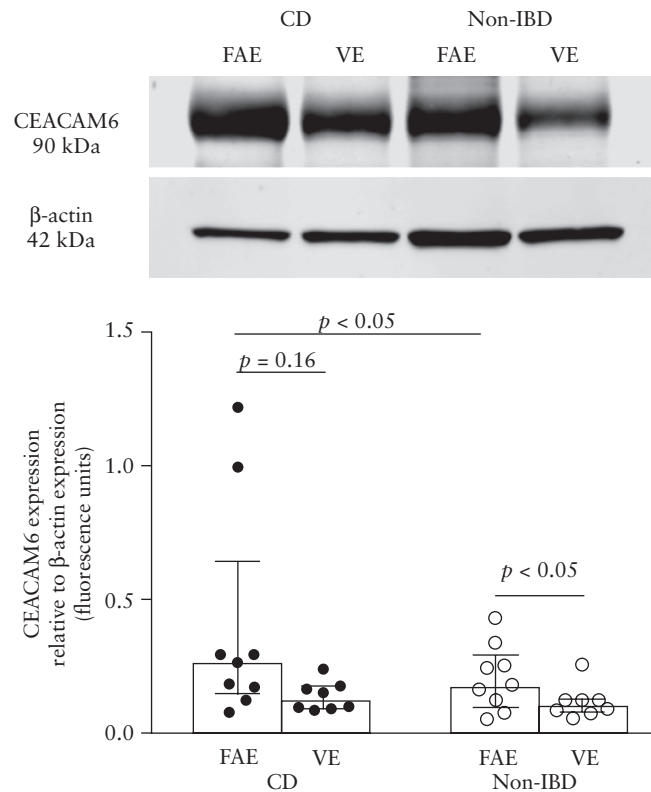 CD Non-IBD
FAE VE FAE VE
CEACAM6
90 kDa
β-actin
42 kDa
1.5
1.0
0.5
0.0
CEACAM6 expression
relative to β-actin expression
(fluorescence units)
p < 0.05
p = 0.16
p < 0.05
FAE VE FAE VE
CD Non-IBD